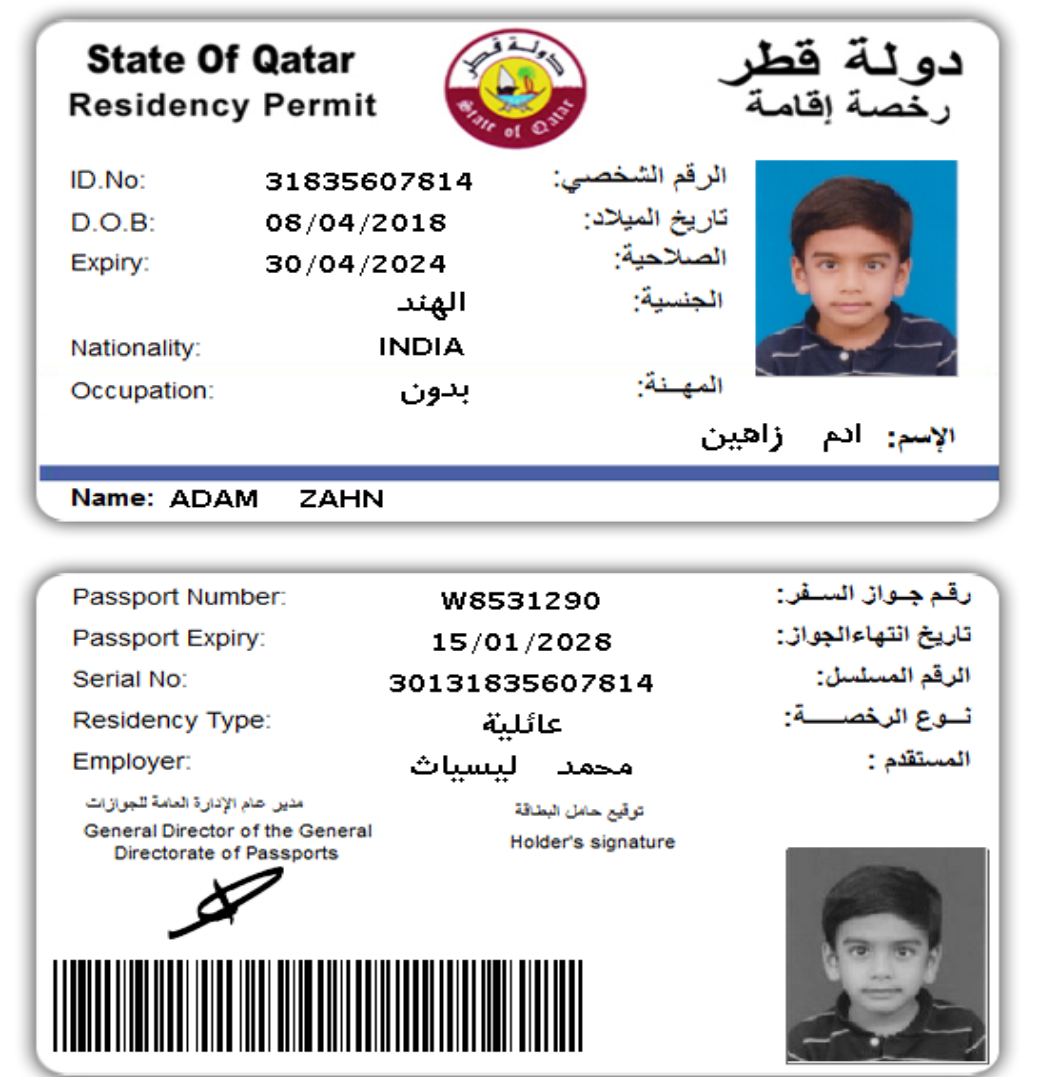 State Of Qatar دولة قطر
Residency Permit رخصة إقامة
دولة قطر
State of Qatar
ID.No: 31835607814 الرقم الشخصي:
D.O.B: 08/04/2018 تاريخ الميلاد:
Expiry: 30/04/2024 الصلاحية:
الهند الجنسية:
Nationality: INDIA
Occupation: بدون المهـنة:
الإسم: ادم زاهين
Name: ADAM ZAHN
Passport Number: W8531290 رقم جـواز السـفر:
Passport Expiry: 15/01/2028 تاريخ انتهاءالجواز:
Serial No: 30131835607814 الرقم المسلسل:
Residency Type: عائلية نـوع الرخصـــة:
Employer: محمد ليسياث المستقدم :
مدير عام الإدارة العامة للجوازات توقيع حامل البطاقة
General Director of the General Holder's signature
Directorate of Passports